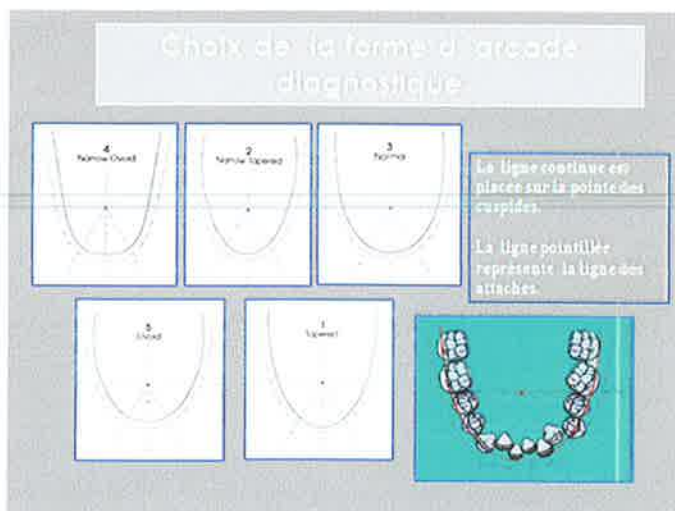 Choix de la forme d'arcade
diagnostique
4
Narrow Ovoid
2
Narrow Tapered
3
Normal
La ligne continue est
placée sur la pointe des
cuspides.
La ligne pointillée
représente la ligne des
attaches.
5
Ovoid
1
Tapered